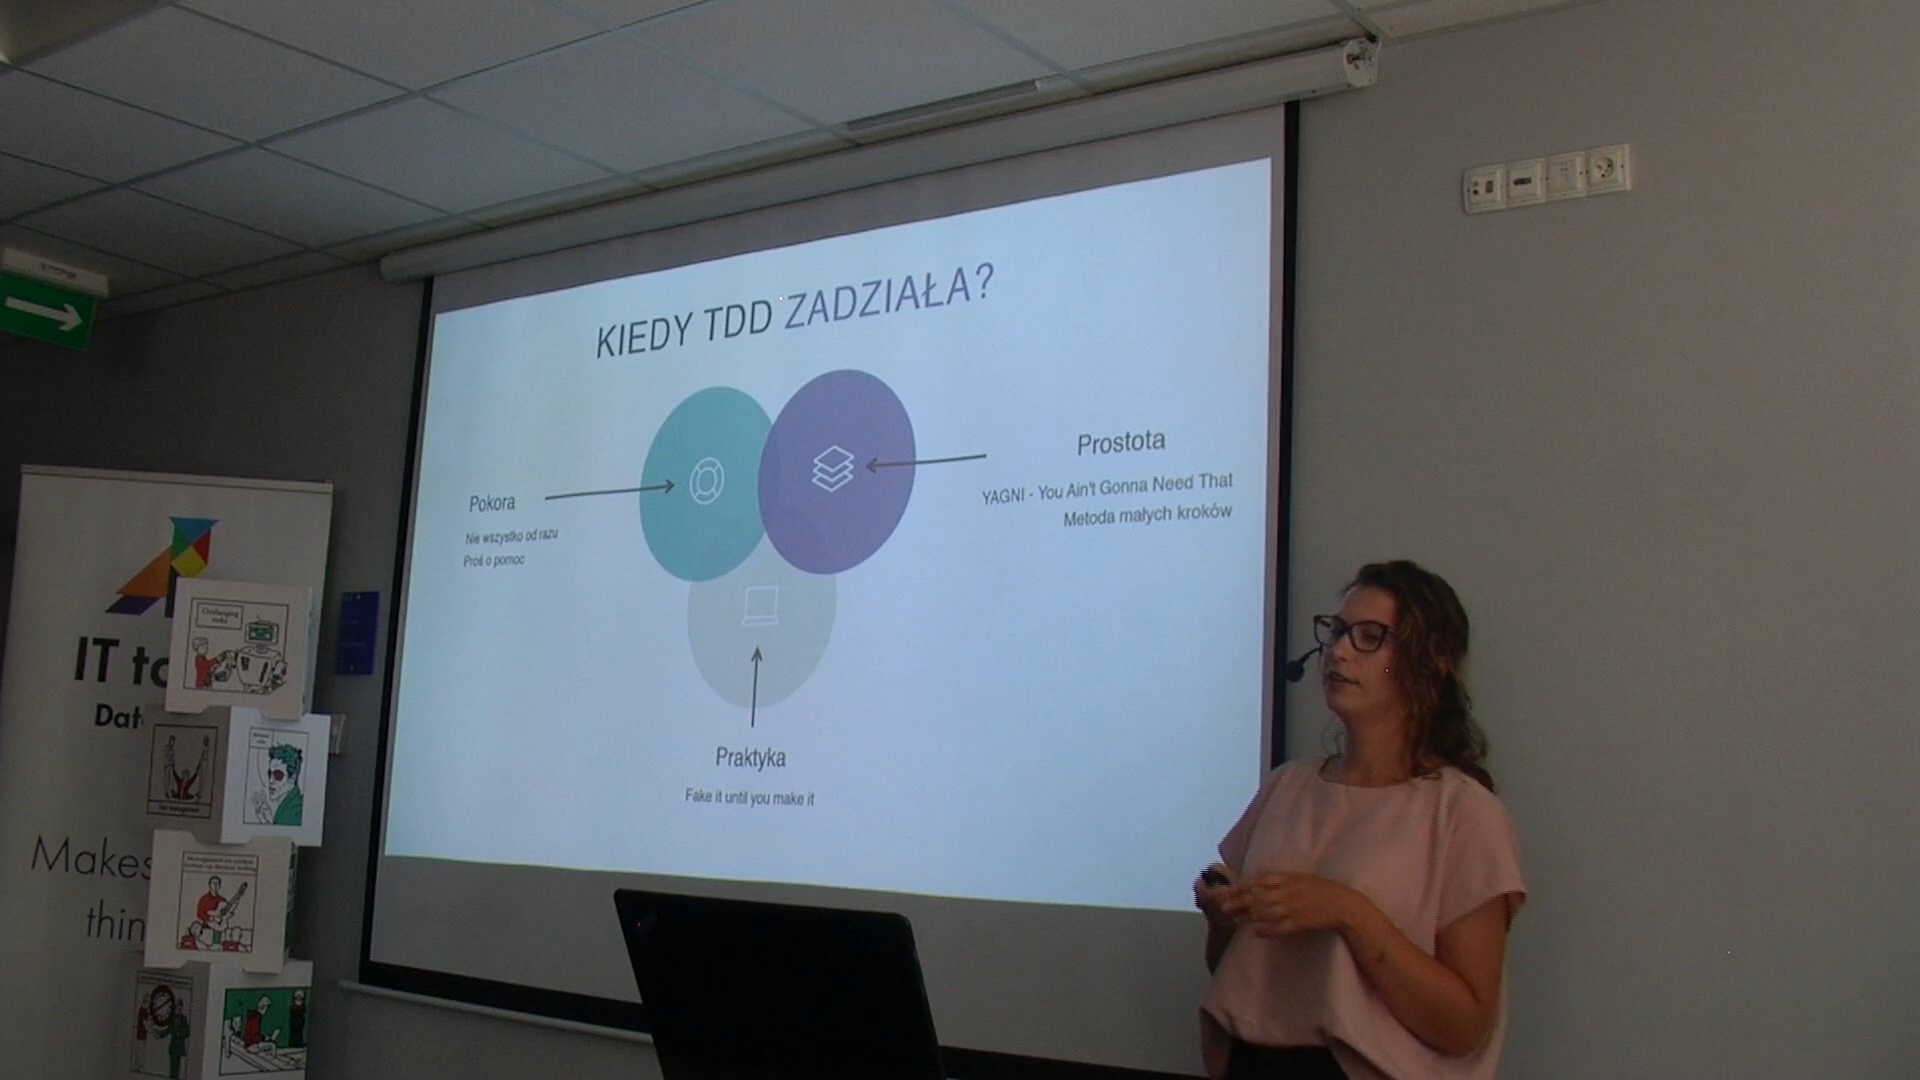 KIEDY TDD ZADZIAŁA?
Pokora
Nie wszystko od razu
Proś o pomoc
Prostota
YAGNI - You Ain't Gonna Need That
Metoda małych kroków
Praktyka
Fake it until you make it
IT
Makes
Challenging